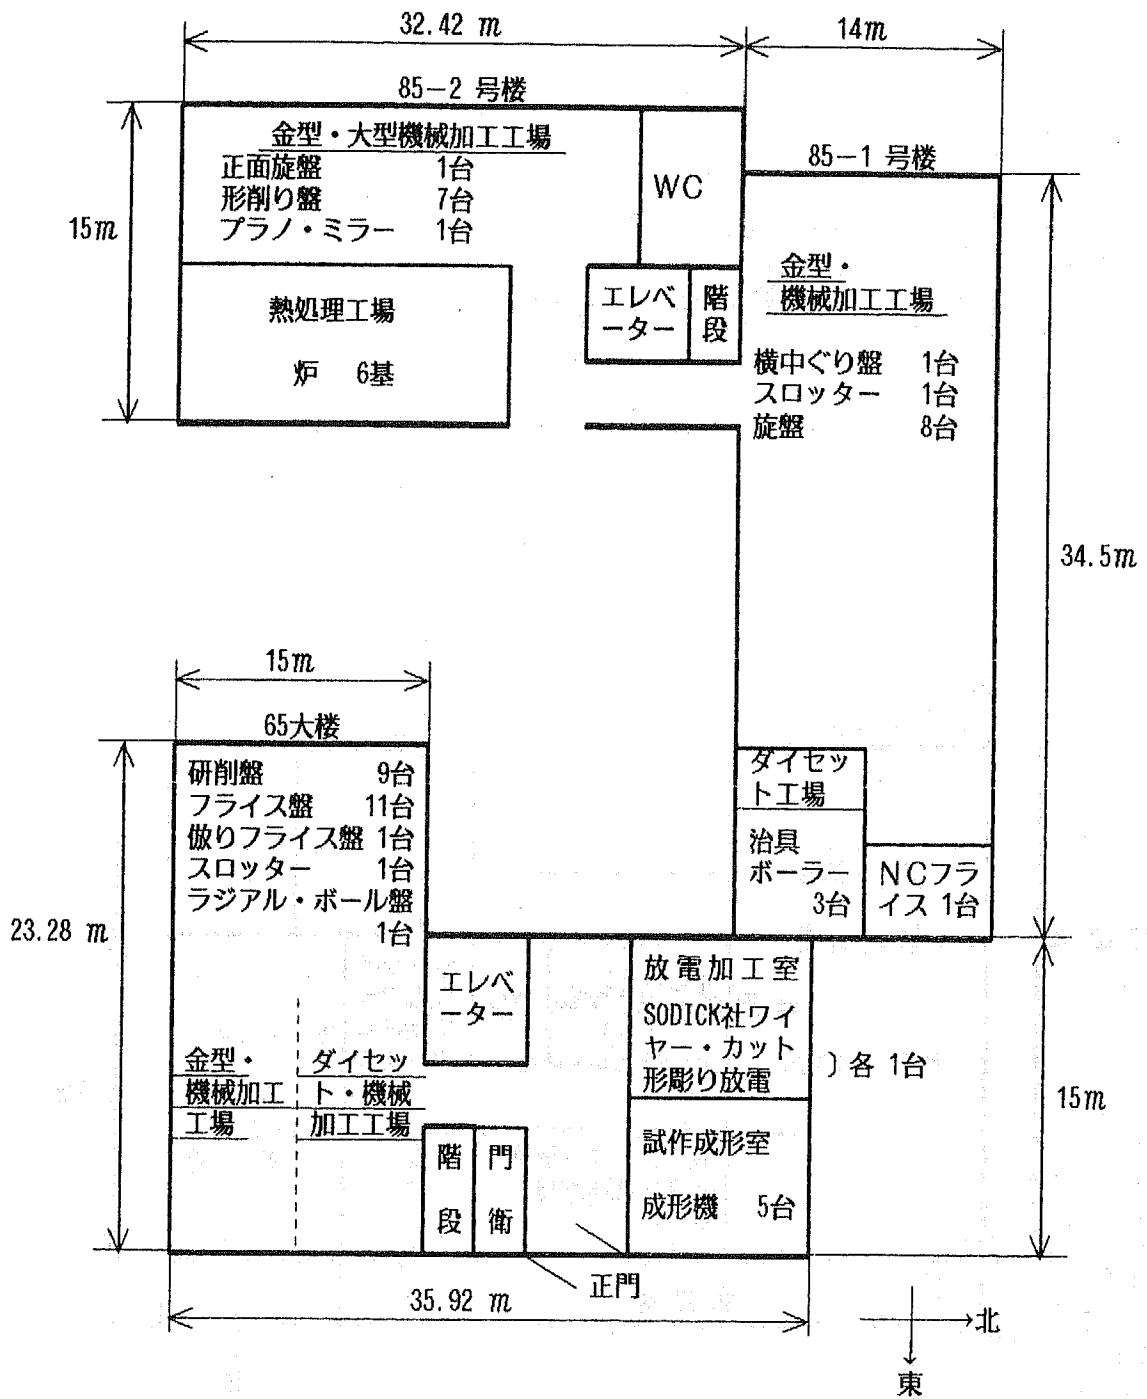 32.42 m
14m
85-2 号楼
金型・大型機械加工工場
正面旋盤 1台
形削り盤 7台
プラノ・ミラー 1台
WC
15m
熱処理工場
炉 6基
エレベ
ーター
階
段
85-1 号楼
金型・
機械加工工場
横中ぐり盤 1台
スロッター 1台
旋盤 8台
34.5m
15m
65大楼
研削盤 9台
フライス盤 11台
倣りフライス盤 1台
スロッター 1台
ラジアル・ボール盤
1台
23.28 m
金型・
機械加工
工場
ダイセッ
ト・機械
加工工場
ダイセッ
ト工場
治具
ボーラー
3台
NCフラ
イス 1台
エレベ
ーター
放電加工室
SODICK社ワイ
ヤー・カット
形彫り放電
)各 1台
15m
階
段
門
衛
試作成形室
成形機 5台
正門
35.92 m
北
東